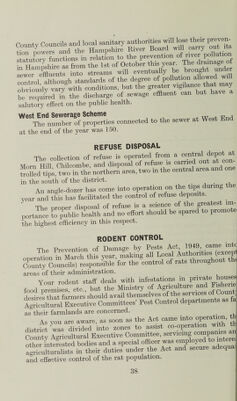 County Councils and local sanitary authorities will lose their preven-
tion powers and the Hampshire River Board will carry out its
statutory functions in relation to the prevention of river pollution
in Hampshire as from the 1st of October this year. The drainage of
sewer effluents into streams will eventually be brought under
control, although standards of the degree of pollution allowed will
obviously vary with conditions, but the greater vigilance that may
be required in the discharge of sewage effluent can have a
salutory effect on the public health.
West End Sewerage Scheme
The number of properties connected to the sewer at West End
at the end of the year was 150.
REFUSE DISPOSAL
The collection of refuse is operated from a central depot at
Morn Hill, Chilcomb, and disposal of refuse is carried out at con-
trolled tips, two in the northern area, two in the central area and one
in the south of the district.
An angle-dozer has come into operation on the tips during the
year and this has facilitated the control of refuse deposits.
The proper disposal of refuse is a science of the greatest im-
portance to public health and no effort should be spared to promote
the highest efficiency in this respect.
RODENT CONTROL
The Prevention of Damage by Pests Act, 1949, came into
operation in March this year, making all Local Authorities (except
County Councils) responsible for the control of rats throughout the
areas of their administration.
Your rodent staff deals with infestations in private houses
food premises, etc., but the Ministry of Agriculture and Fisherie
desires that farmers should avail themselves of the services of Count
Agricultural Executive Committees' Pest Control departments as fa
as their farmlands are concerned.
As you are aware, as soon as the Act came into operation, th
district was divided into zones to assist co-operation with th
County Agricultural Executive Committee, servicing companies an
other interested bodies and a special officer was employed to intere
agriculturalists in their duties under the Act and secure adequa
and effective control of the rat population.
38